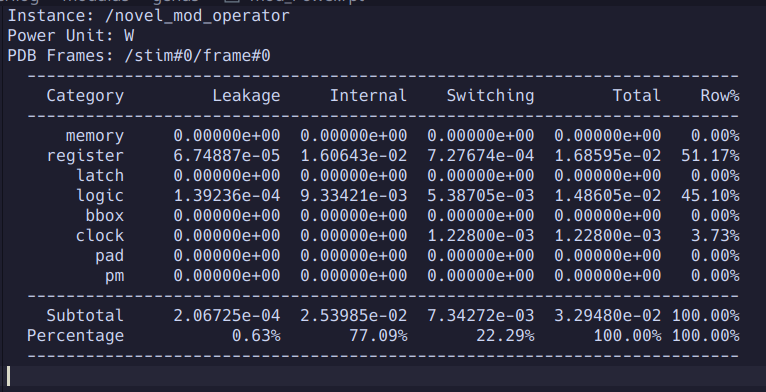 Instance: /novel_mod_operator
Power Unit: W
PDB Frames: /stim#0/frame#0
-----------------------------------------------------------------------
Category Leakage Internal Switching Total Row%
-----------------------------------------------------------------------
memory 0.00000e+00 0.00000e+00 0.00000e+00 0.00000e+00 0.00%
register 6.74887e-05 1.60643e-02 7.27674e-04 1.68595e-02 51.17%
latch 0.00000e+00 0.00000e+00 0.00000e+00 0.00000e+00 0.00%
logic 1.39236e-04 9.33421e-03 5.38705e-03 1.48605e-02 45.10%
bbox 0.00000e+00 0.00000e+00 0.00000e+00 0.00000e+00 0.00%
clock 0.00000e+00 0.00000e+00 1.22800e-03 1.22800e-03 3.73%
pad 0.00000e+00 0.00000e+00 0.00000e+00 0.00000e+00 0.00%
pm 0.00000e+00 0.00000e+00 0.00000e+00 0.00000e+00 0.00%
-----------------------------------------------------------------------
Subtotal 2.06725e-04 2.53985e-02 7.34272e-03 3.29480e-02 100.00%
Percentage 0.63% 77.09% 22.29% 100.00% 100.00%
-----------------------------------------------------------------------